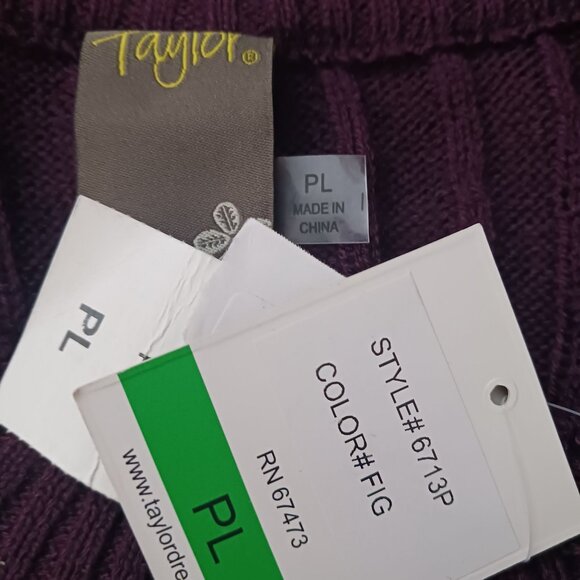 Taylor®
PL
MADE IN
CHINA
PL
STYLE# 6713P
COLOR# FIG
RN 67473
PL
www.taylordre